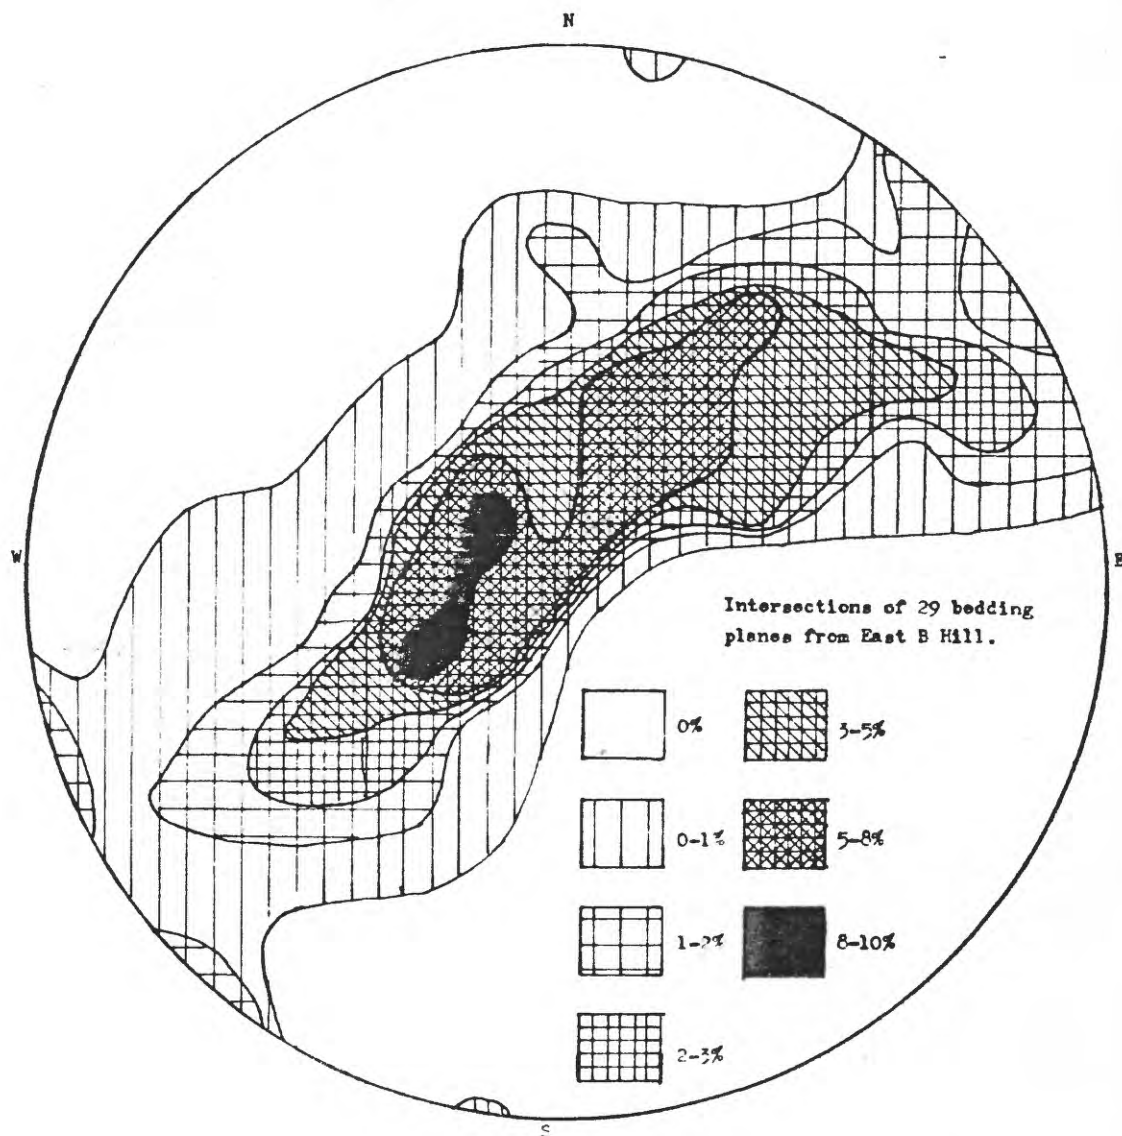 N
W
E
Intersections of 29 bedding
planes from East B Hill.
0%
3-5%
0-1%
5-8%
1-2%
8-10%
2-3%
S